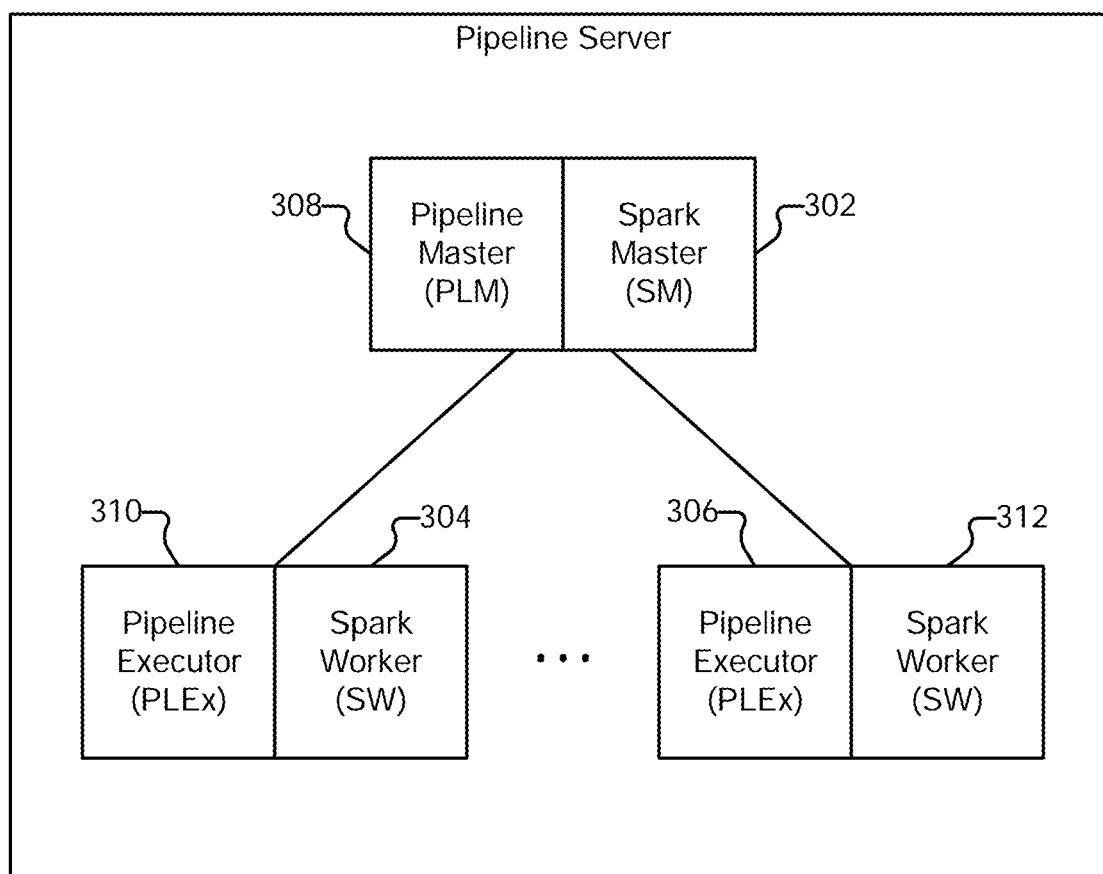 Pipeline Server
308
Pipeline
Master
(PLM)
Spark
Master
(SM)
302
310
304
306
312
Pipeline
Executor
(PLEx)
Spark
Worker
(SW)
...
Pipeline
Executor
(PLEx)
Spark
Worker
(SW)